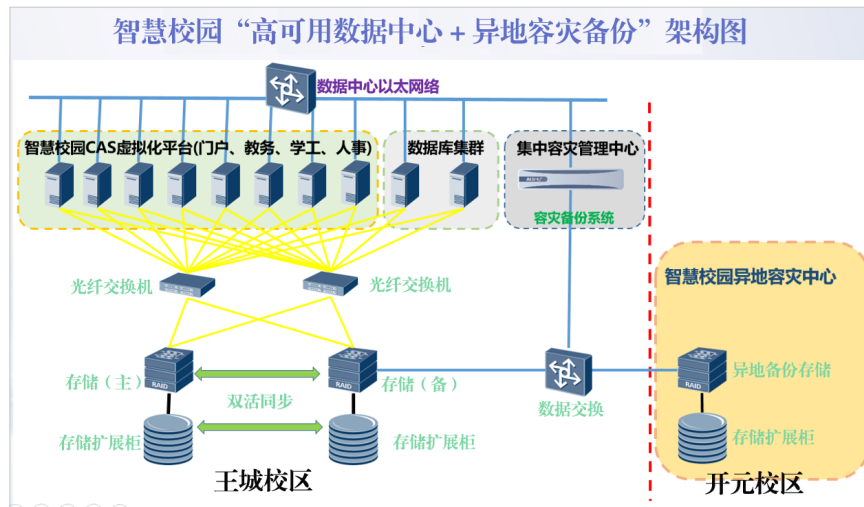 智慧校园“高可用数据中心 + 异地容灾备份”架构图
数据中心以太网络
智慧校园CAS虚拟化平台(门户、教务、学工、人事)
数据库集群
集中容灾管理中心
容灾备份系统
智慧校园异地容灾中心
光纤交换机
光纤交换机
存储（主）
RAID
双活同步
RAID
存储（备）
数据交换
RAID
异地备份存储
存储扩展柜
存储扩展柜
存储扩展柜
王城校区
开元校区